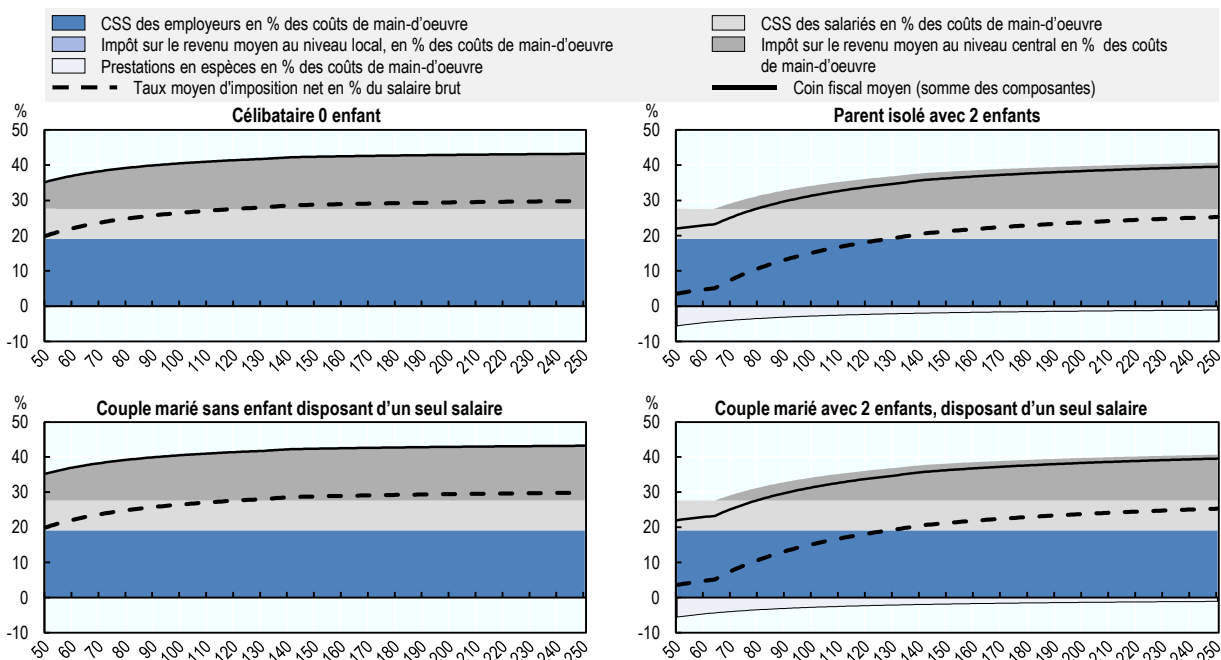 CSS des employeurs en % des coûts de main-d'oeuvre
CSS des salariés en % des coûts de main-d'oeuvre
Impôt sur le revenu moyen au niveau local, en % des coûts de main-d'oeuvre
Impôt sur le revenu moyen au niveau central en % des coûts
de main-d'oeuvre
Prestations en espèces en % des coûts de main-d'oeuvre
Taux moyen d'imposition net en % du salaire brut
Coin fiscal moyen (somme des composantes)
%
Célibataire 0 enfant
50
40
30
20
10
0
-10
50 60 70 80 90 100 110 120 130 140 150 160 170 180 190 200 210 220 230 240 250
%
Parent isolé avec 2 enfants
50
40
30
20
10
0
-10
50 60 70 80 90 100 110 120 130 140 150 160 170 180 190 200 210 220 230 240 250
%
Couple marié sans enfant disposant d'un seul salaire
50
40
30
20
10
0
-10
50 60 70 80 90 100 110 120 130 140 150 160 170 180 190 200 210 220 230 240 250
%
Couple marié avec 2 enfants, disposant d'un seul salaire
50
40
30
20
10
0
-10
50 60 70 80 90 100 110 120 130 140 150 160 170 180 190 200 210 220 230 240 250